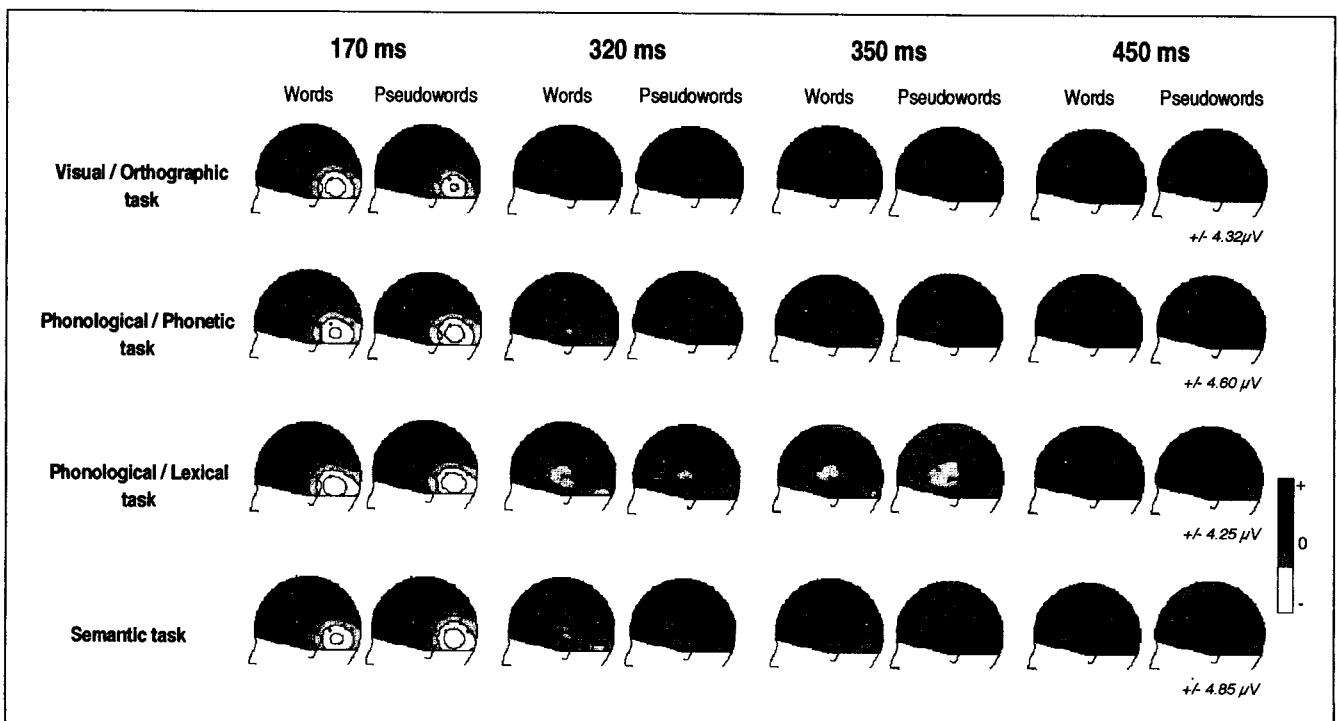 170 ms 320 ms 350 ms 450 ms
Words Pseudowords Words Pseudowords Words Pseudowords Words Pseudowords
Visual / Orthographic
task
+/- 4.32µV
Phonological / Phonetic
task
+/- 4.60 µV
Phonological / Lexical
task
+
+/- 4.25 µV
0
-
Semantic task
+/- 4.85 µV